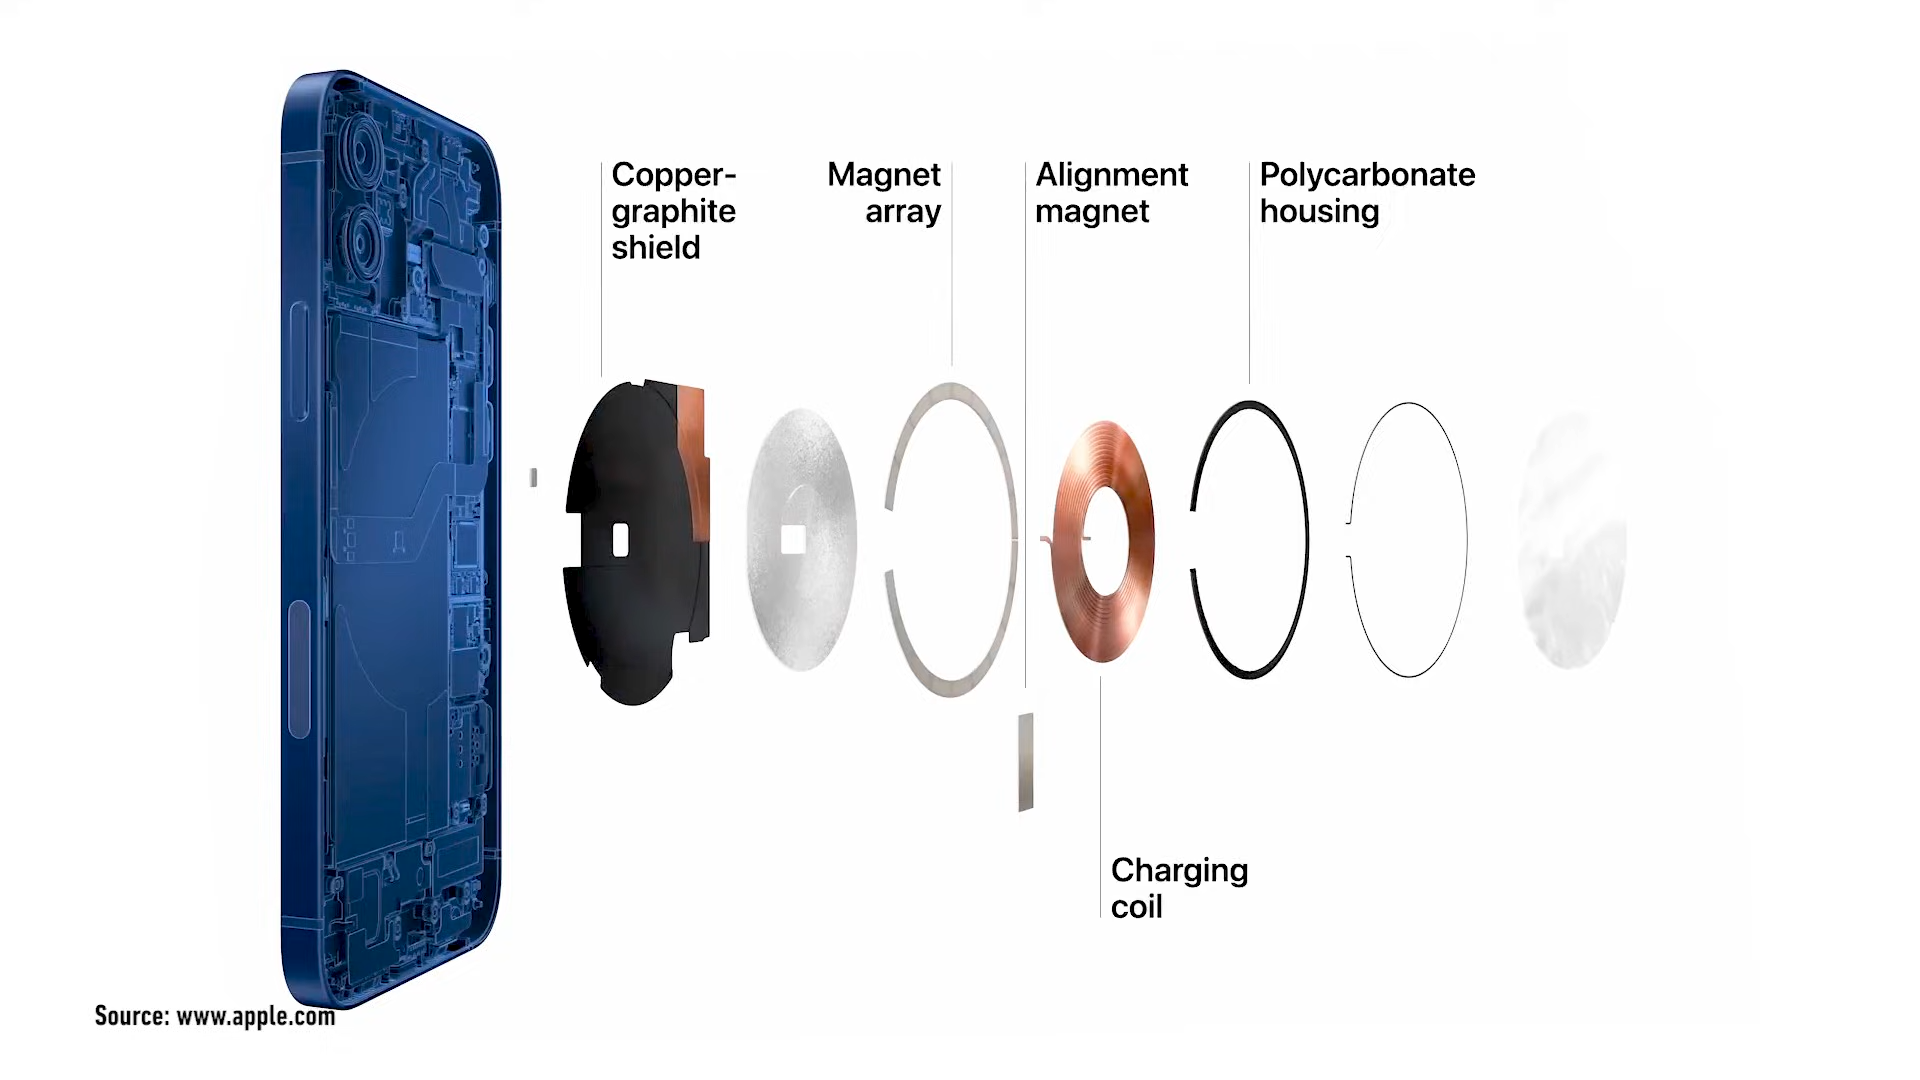 Copper-
graphite
shield
Magnet
array
Alignment
magnet
Polycarbonate
housing
Charging
coil
Source: www.apple.com